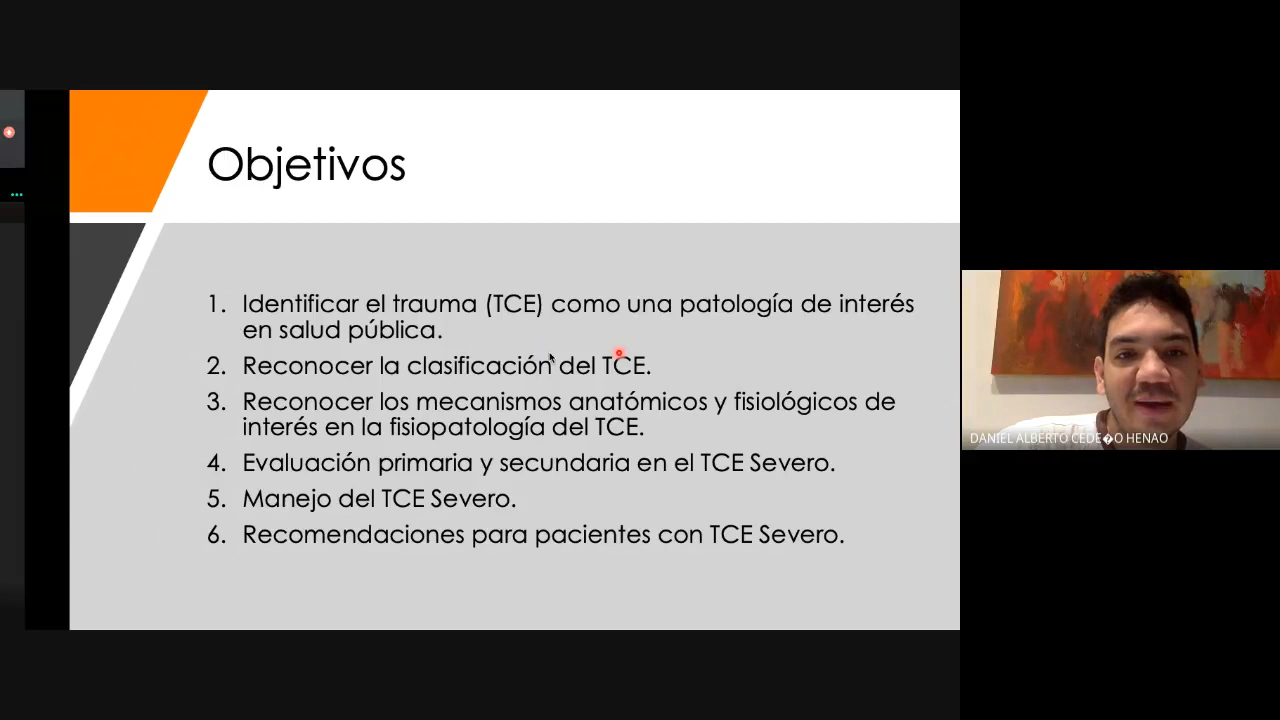 Objetivos
1. Identificar el trauma (TCE) como una patología de interés
en salud pública.
2. Reconocer la clasificación del TCE.
3. Reconocer los mecanismos anatómicos y fisiológicos de
interés en la fisiopatología del TCE.
4. Evaluación primaria y secundaria en el TCE Severo.
5. Manejo del TCE Severo.
6. Recomendaciones para pacientes con TCE Severo.
DANIEL ALBERTO CEDE�O HENAO